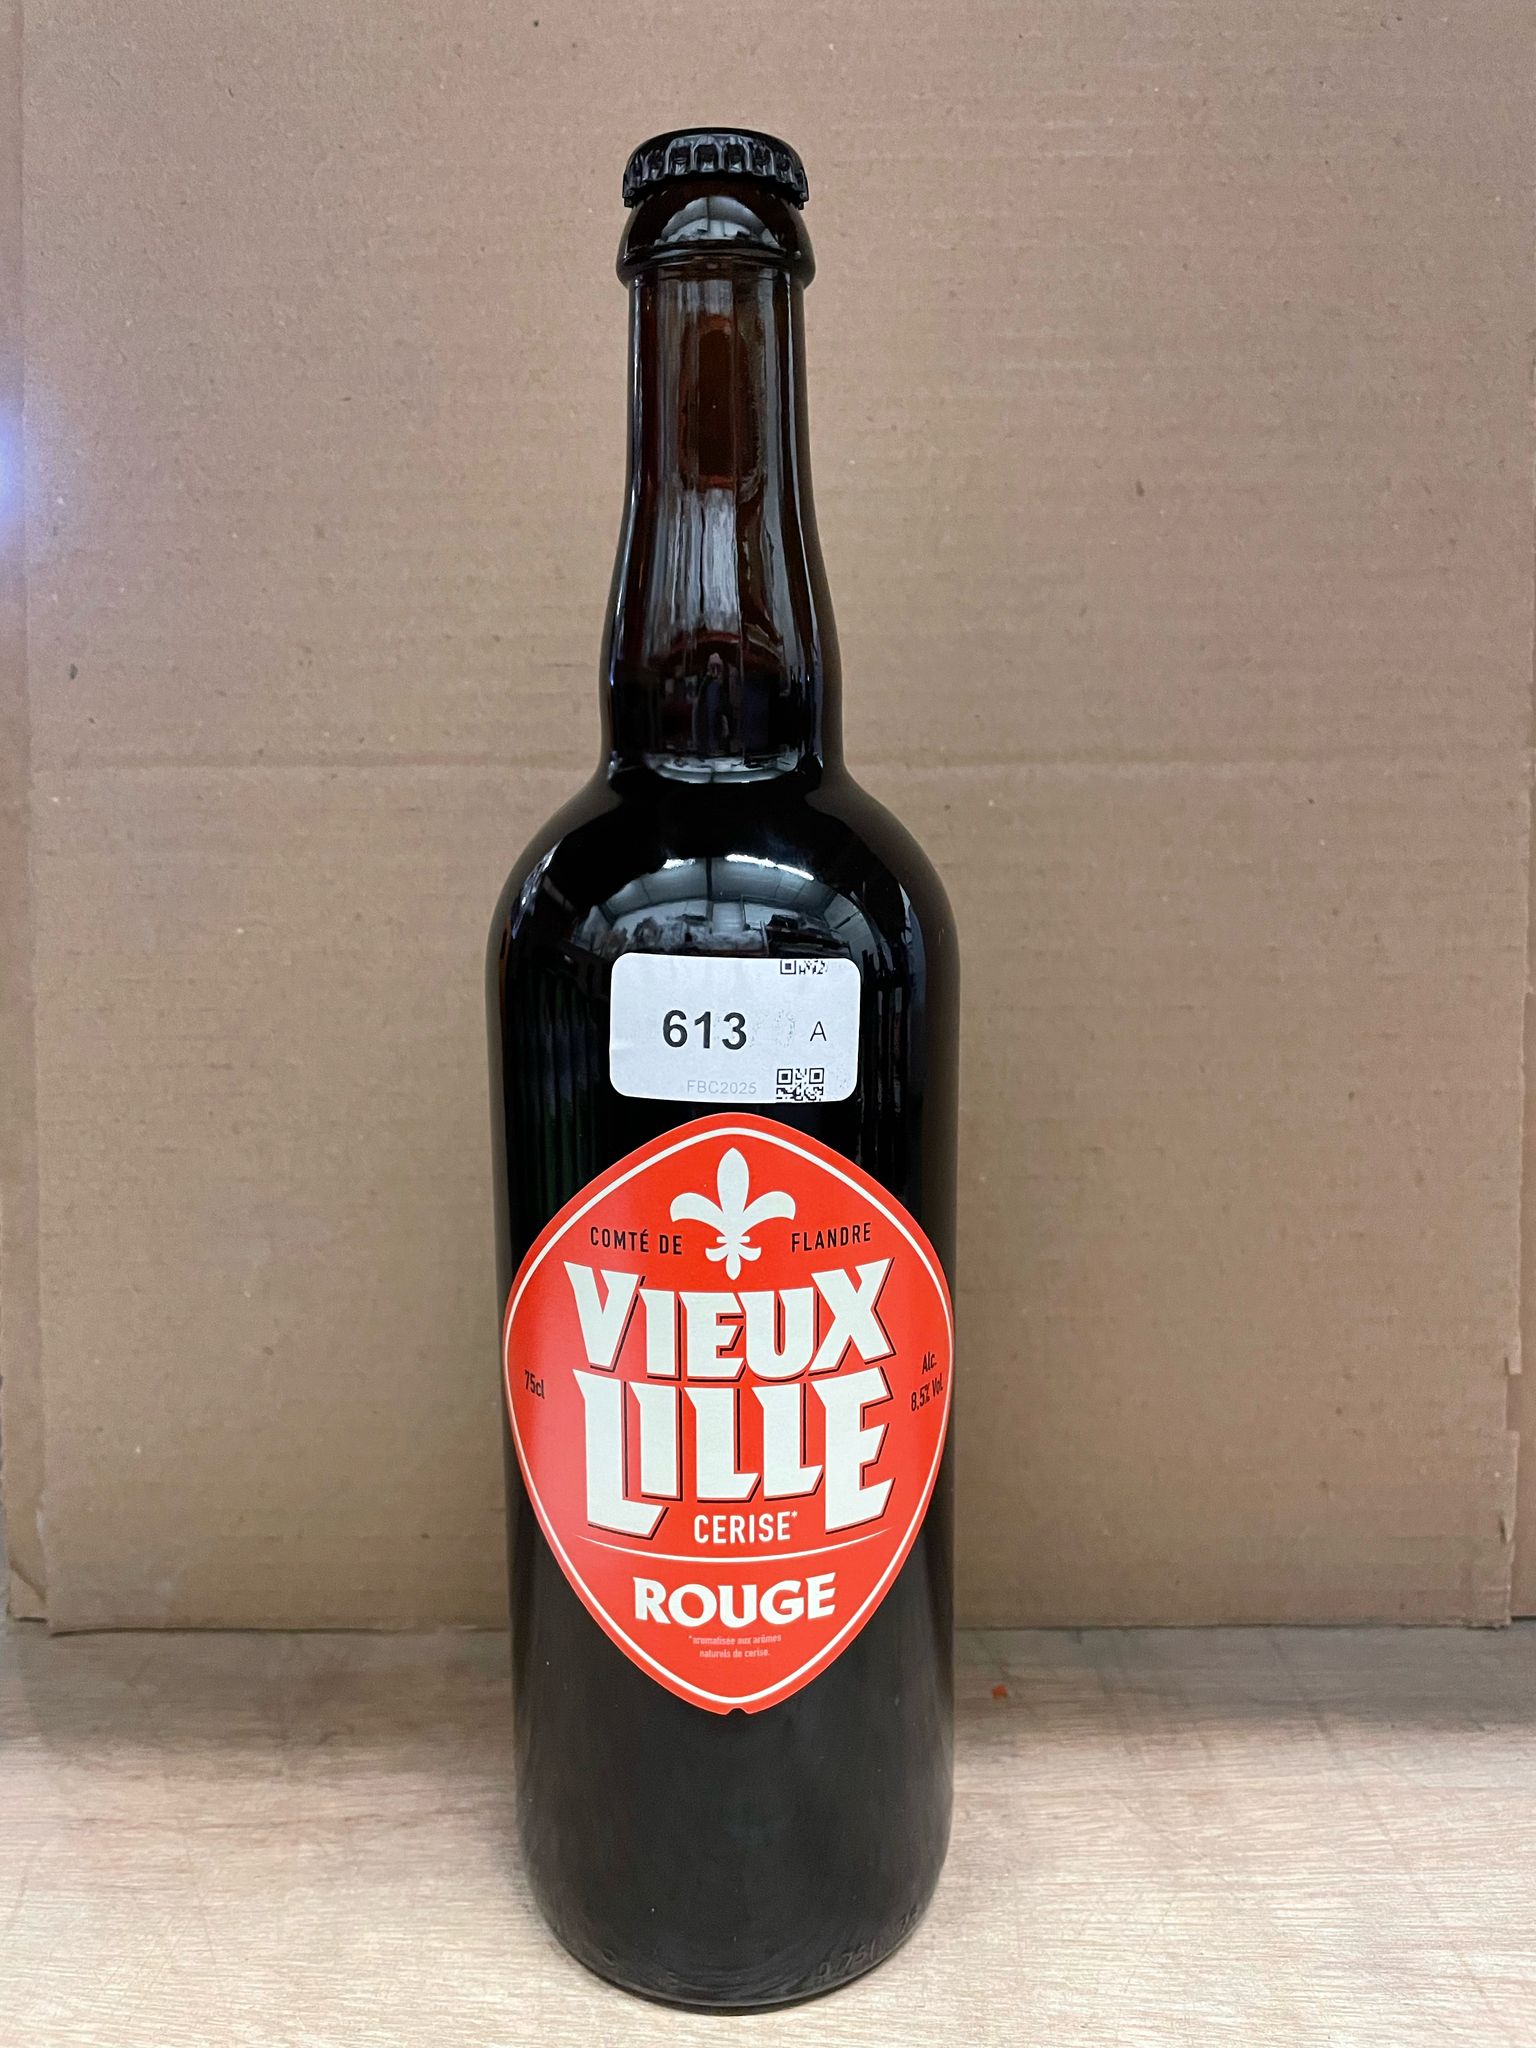 613 A
FBC2025
COMTÉ DE FLANDRE
VIEUX
LILLE
75cl
Alc.
8.5% Vol.
CERISE*
ROUGE
*aromatisée aux arômes
naturels de cerise.